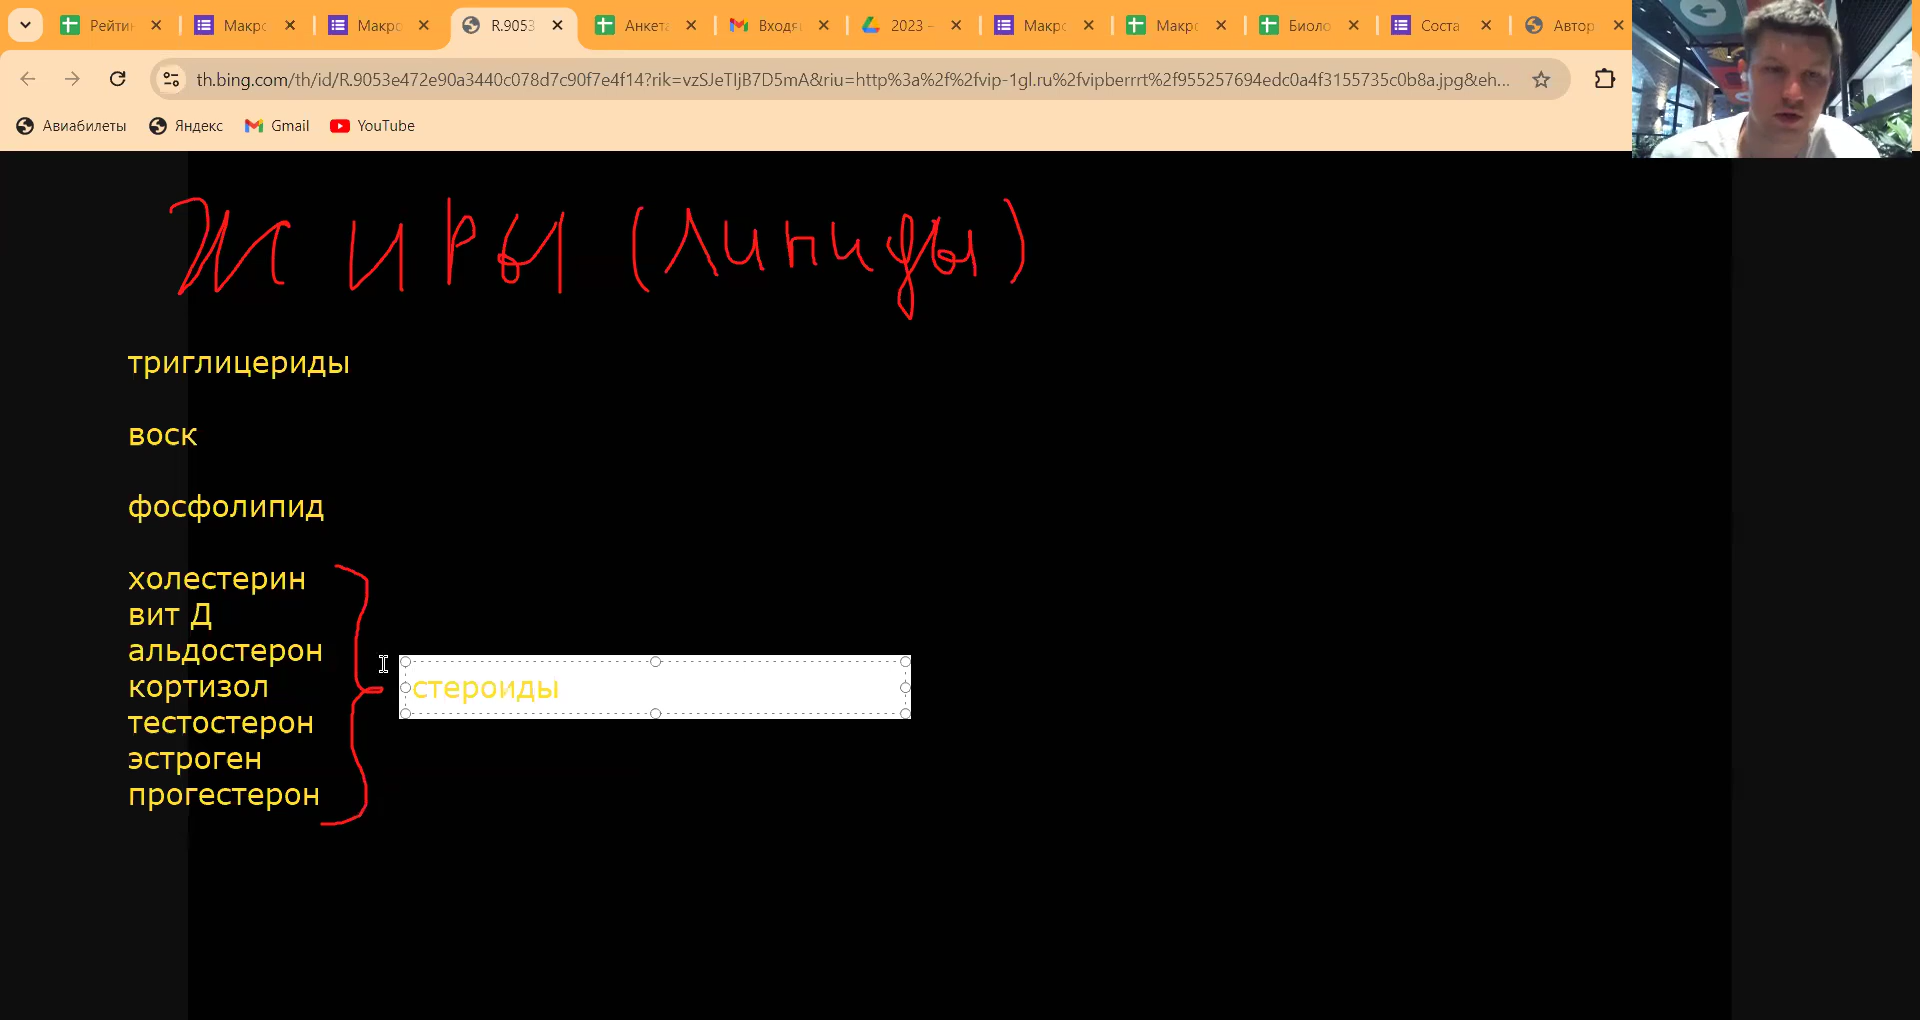 Рейтин
Макро
Макро
R.9053
Анкета
Входящ
2023 -
Макро
Макро
Биоло
Соста
Автор
th.bing.com/th/id/R.9053e472e90a3440c078d7c90f7e4f14?rik=vzSJeTIjB7D5mA&riu=http%3a%2f%2fvip-1gl.ru%2fvipberrrt%2f955257694edc0a4f3155735c0b8a.jpg&eh...
Авиабилеты Яндекс Gmail YouTube
Жиры (липиды)
триглицериды
воск
фосфолипид
холестерин
вит Д
альдостерон
кортизол
стероиды
тестостерон
эстроген
прогестерон